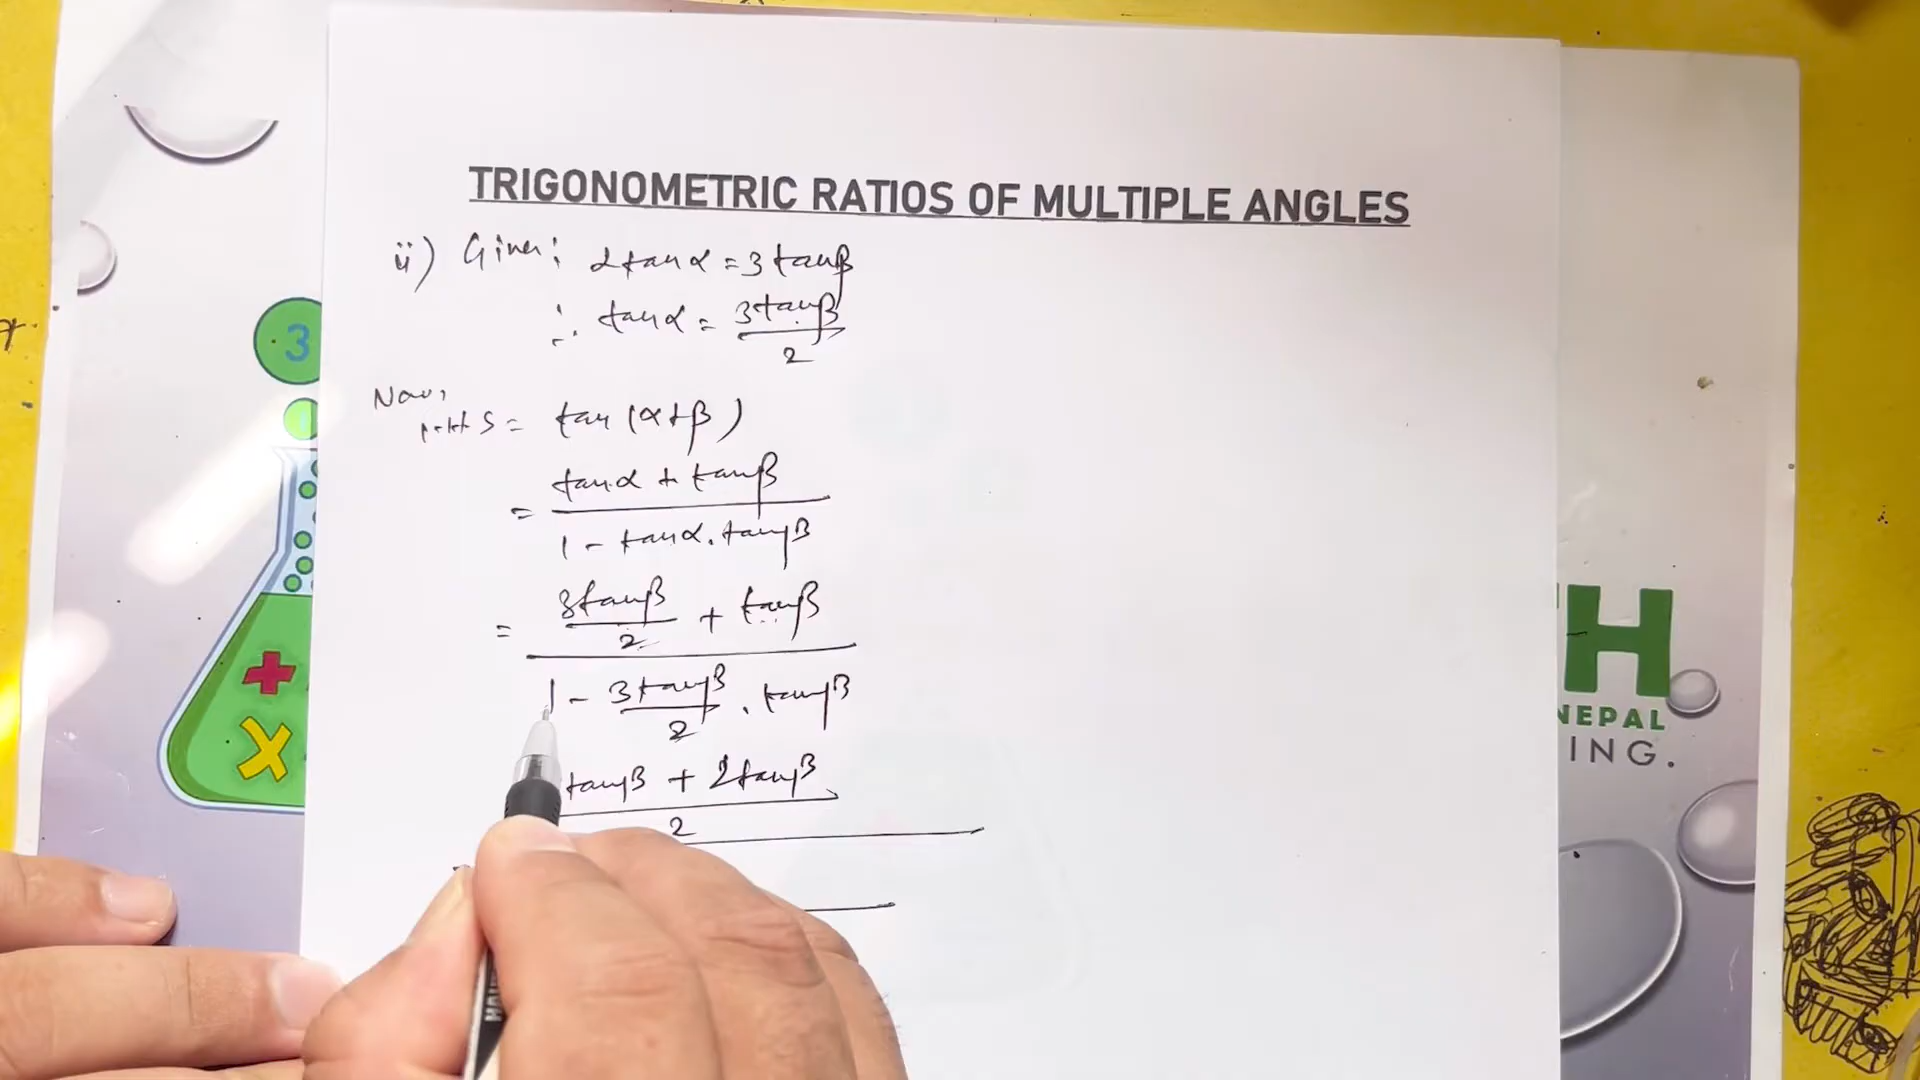 TRIGONOMETRIC RATIOS OF MULTIPLE ANGLES
ii) Given: 2tanα = 3tanβ
∴ tanα = 3tanβ
2
Now,
= tan (α+β)
= tanα + tanβ
1 - tanα . tanβ
= 3tanβ + tanβ
2
1 - 3tanβ . tanβ
2
tanβ + 2tanβ
2
3
H
NEPAL
ING.